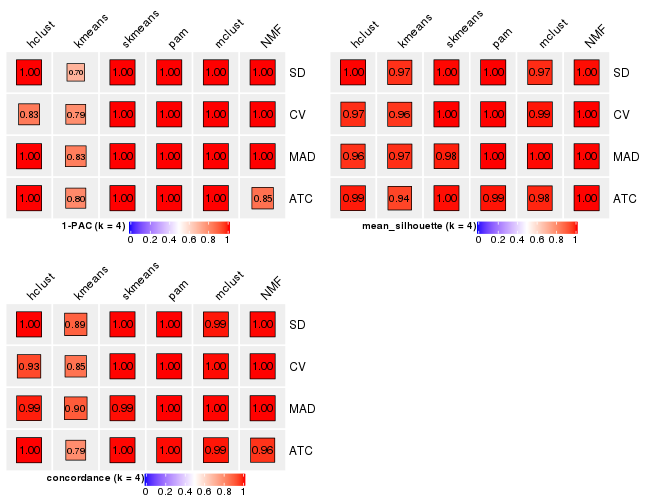 hclust kmeans skmeans pam mclust NMF
1.00 0.70 1.00 1.00 1.00 1.00 SD
0.83 0.79 1.00 1.00 1.00 1.00 CV
1.00 0.83 1.00 1.00 1.00 1.00 MAD
1.00 0.80 1.00 1.00 1.00 0.85 ATC
1-PAC (k = 4)
0 0.2 0.4 0.6 0.8 1
hclust kmeans skmeans pam mclust NMF
1.00 0.97 1.00 1.00 0.97 1.00 SD
0.97 0.96 1.00 1.00 0.99 1.00 CV
0.96 0.97 0.98 1.00 1.00 1.00 MAD
0.99 0.94 1.00 0.99 0.98 1.00 ATC
mean_silhouette (k = 4)
0 0.2 0.4 0.6 0.8 1
hclust kmeans skmeans pam mclust NMF
1.00 0.89 1.00 1.00 0.99 1.00 SD
0.93 0.85 1.00 1.00 1.00 1.00 CV
0.99 0.90 0.99 1.00 1.00 1.00 MAD
1.00 0.79 1.00 1.00 0.99 0.96 ATC
concordance (k = 4)
0 0.2 0.4 0.6 0.8 1